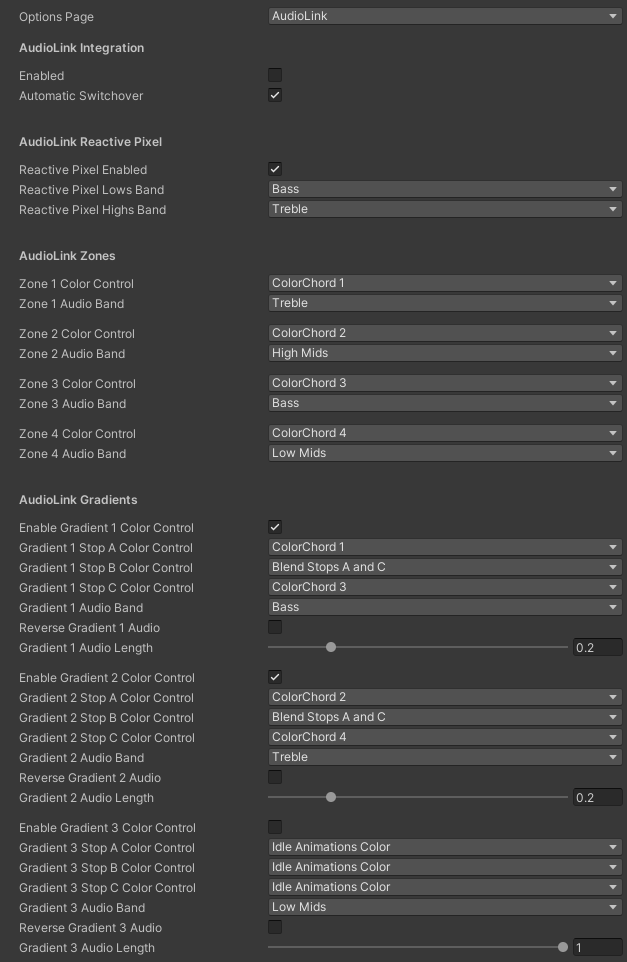 Options Page AudioLink
AudioLink Integration
Enabled
Automatic Switchover
AudioLink Reactive Pixel
Reactive Pixel Enabled
Reactive Pixel Lows Band Bass
Reactive Pixel Highs Band Treble
AudioLink Zones
Zone 1 Color Control ColorChord 1
Zone 1 Audio Band Treble
Zone 2 Color Control ColorChord 2
Zone 2 Audio Band High Mids
Zone 3 Color Control ColorChord 3
Zone 3 Audio Band Bass
Zone 4 Color Control ColorChord 4
Zone 4 Audio Band Low Mids
AudioLink Gradients
Enable Gradient 1 Color Control
Gradient 1 Stop A Color Control ColorChord 1
Gradient 1 Stop B Color Control Blend Stops A and C
Gradient 1 Stop C Color Control ColorChord 3
Gradient 1 Audio Band Bass
Reverse Gradient 1 Audio
Gradient 1 Audio Length 0.2
Enable Gradient 2 Color Control
Gradient 2 Stop A Color Control ColorChord 2
Gradient 2 Stop B Color Control Blend Stops A and C
Gradient 2 Stop C Color Control ColorChord 4
Gradient 2 Audio Band Treble
Reverse Gradient 2 Audio
Gradient 2 Audio Length 0.2
Enable Gradient 3 Color Control
Gradient 3 Stop A Color Control Idle Animations Color
Gradient 3 Stop B Color Control Idle Animations Color
Gradient 3 Stop C Color Control Idle Animations Color
Gradient 3 Audio Band Low Mids
Reverse Gradient 3 Audio
Gradient 3 Audio Length 1